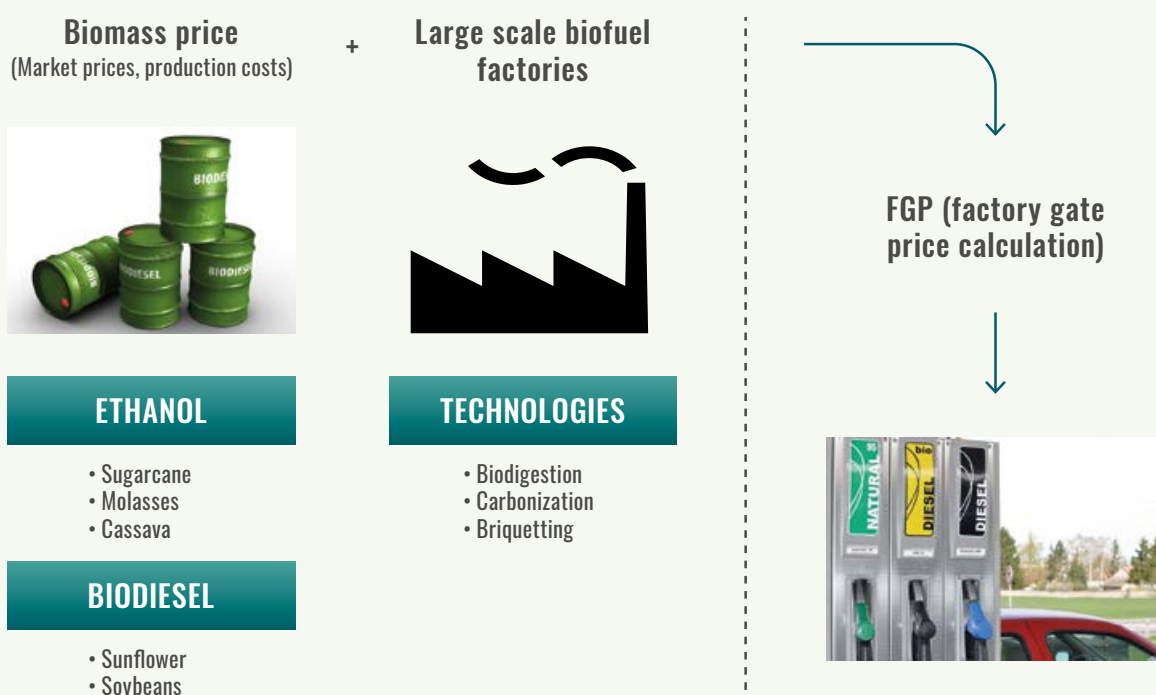 Biomass price
(Market prices, production costs)
+
Large scale biofuel
factories
BIODIESEL
BIODIESEL
BIODIESEL
ETHANOL
• Sugarcane
• Molasses
• Cassava
BIODIESEL
• Sunflower
• Soybeans
TECHNOLOGIES
• Biodigestion
• Carbonization
• Briquetting
FGP (factory gate
price calculation)
NATURAL 95
bio
DIESEL
DIESEL